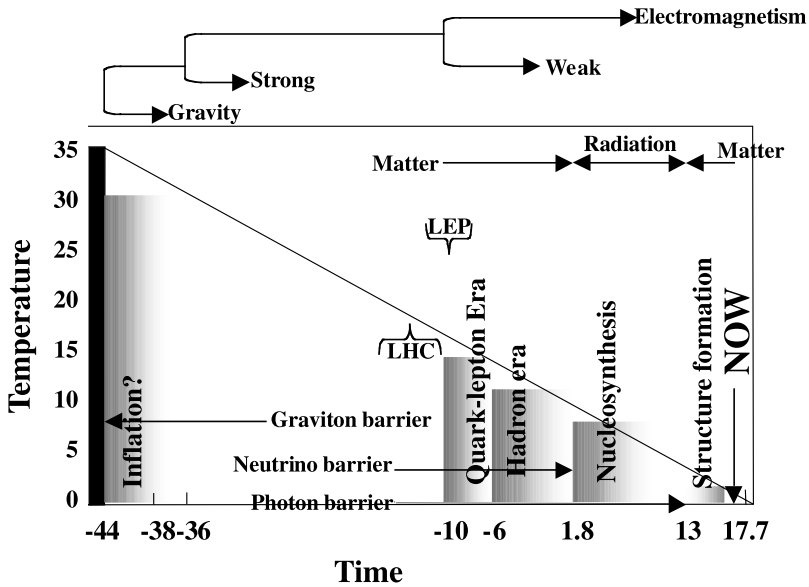 Electromagnetism
Weak
Strong
Gravity
Matter
Radiation
Matter
LEP
LHC
Temperature
35
30
25
20
15
10
5
0
Inflation?
Quark-lepton Era
Hadron era
Nucleosynthesis
Structure formation
NOW
Graviton barrier
Neutrino barrier
Photon barrier
-44
-38
-36
-10
-6
1.8
13
17.7
Time